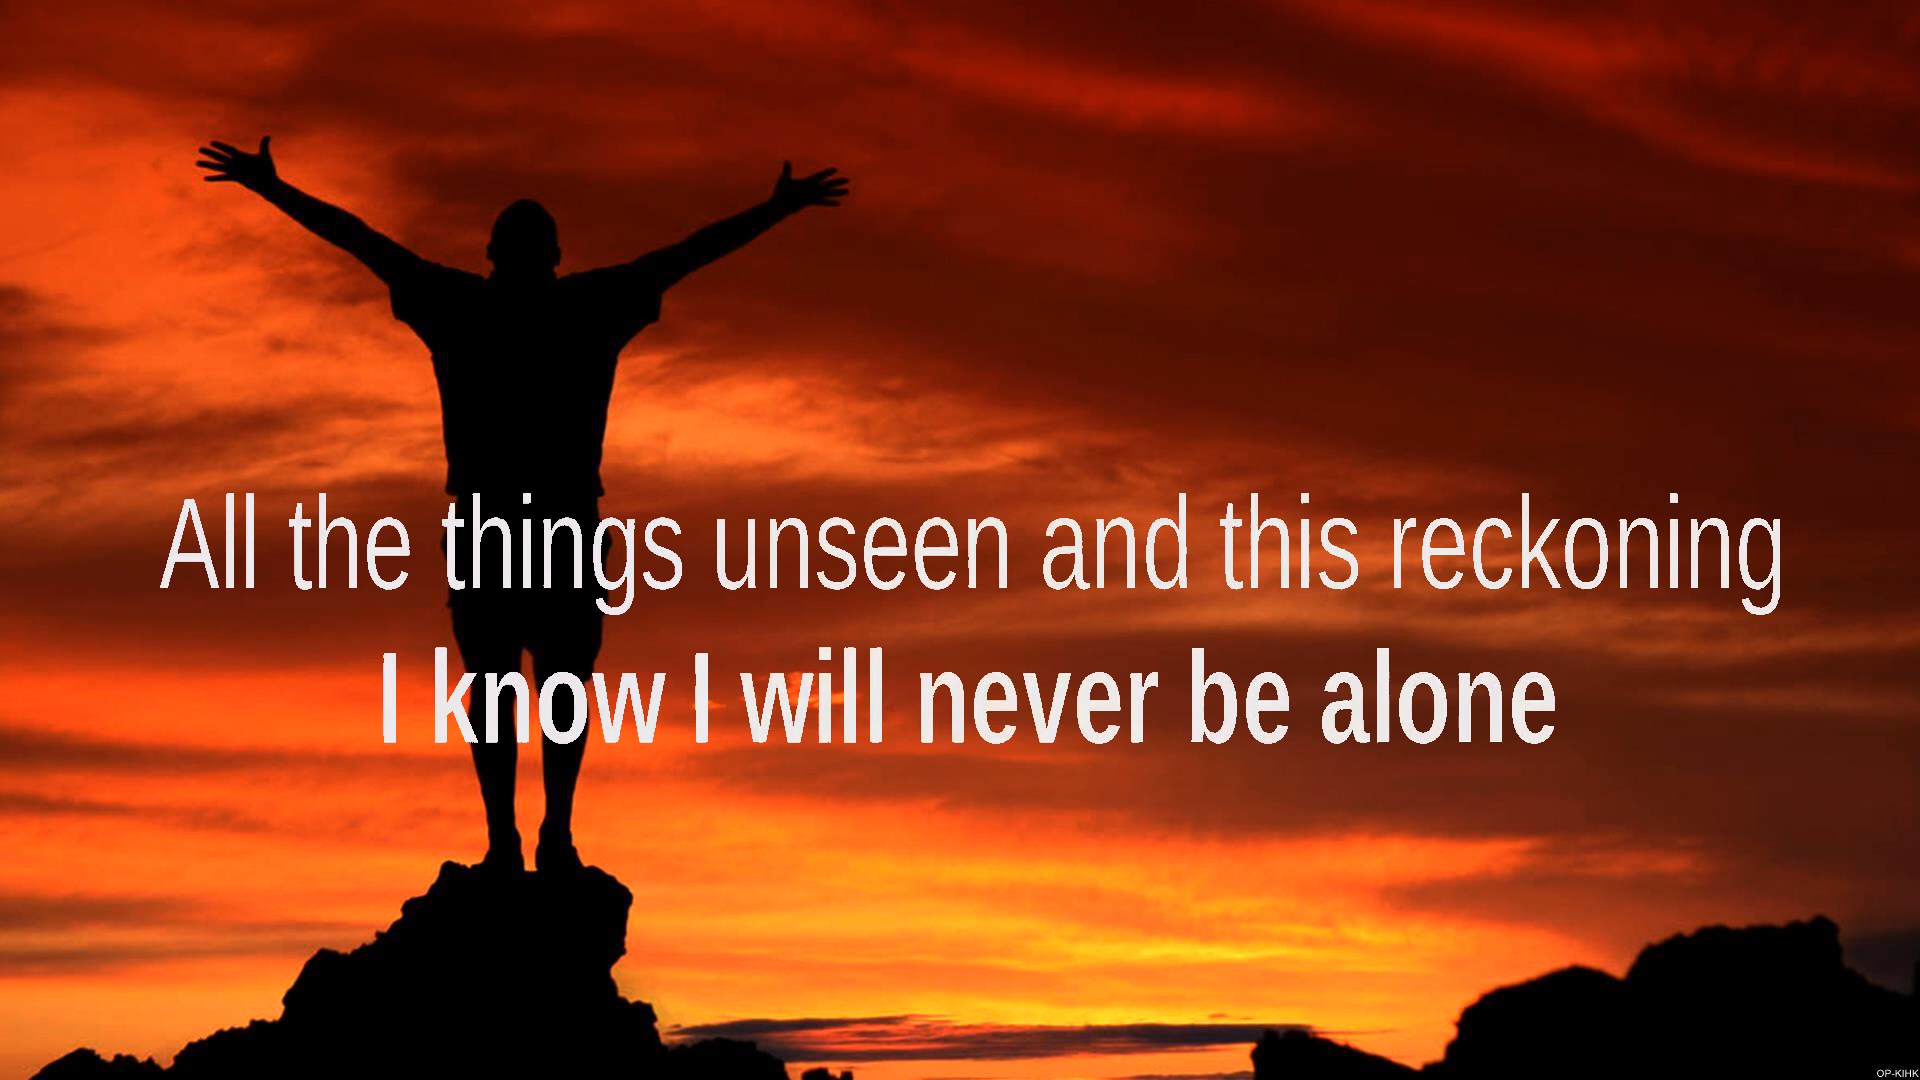 All the things unseen and this reckoning
I know I will never be alone
OP-KIHK